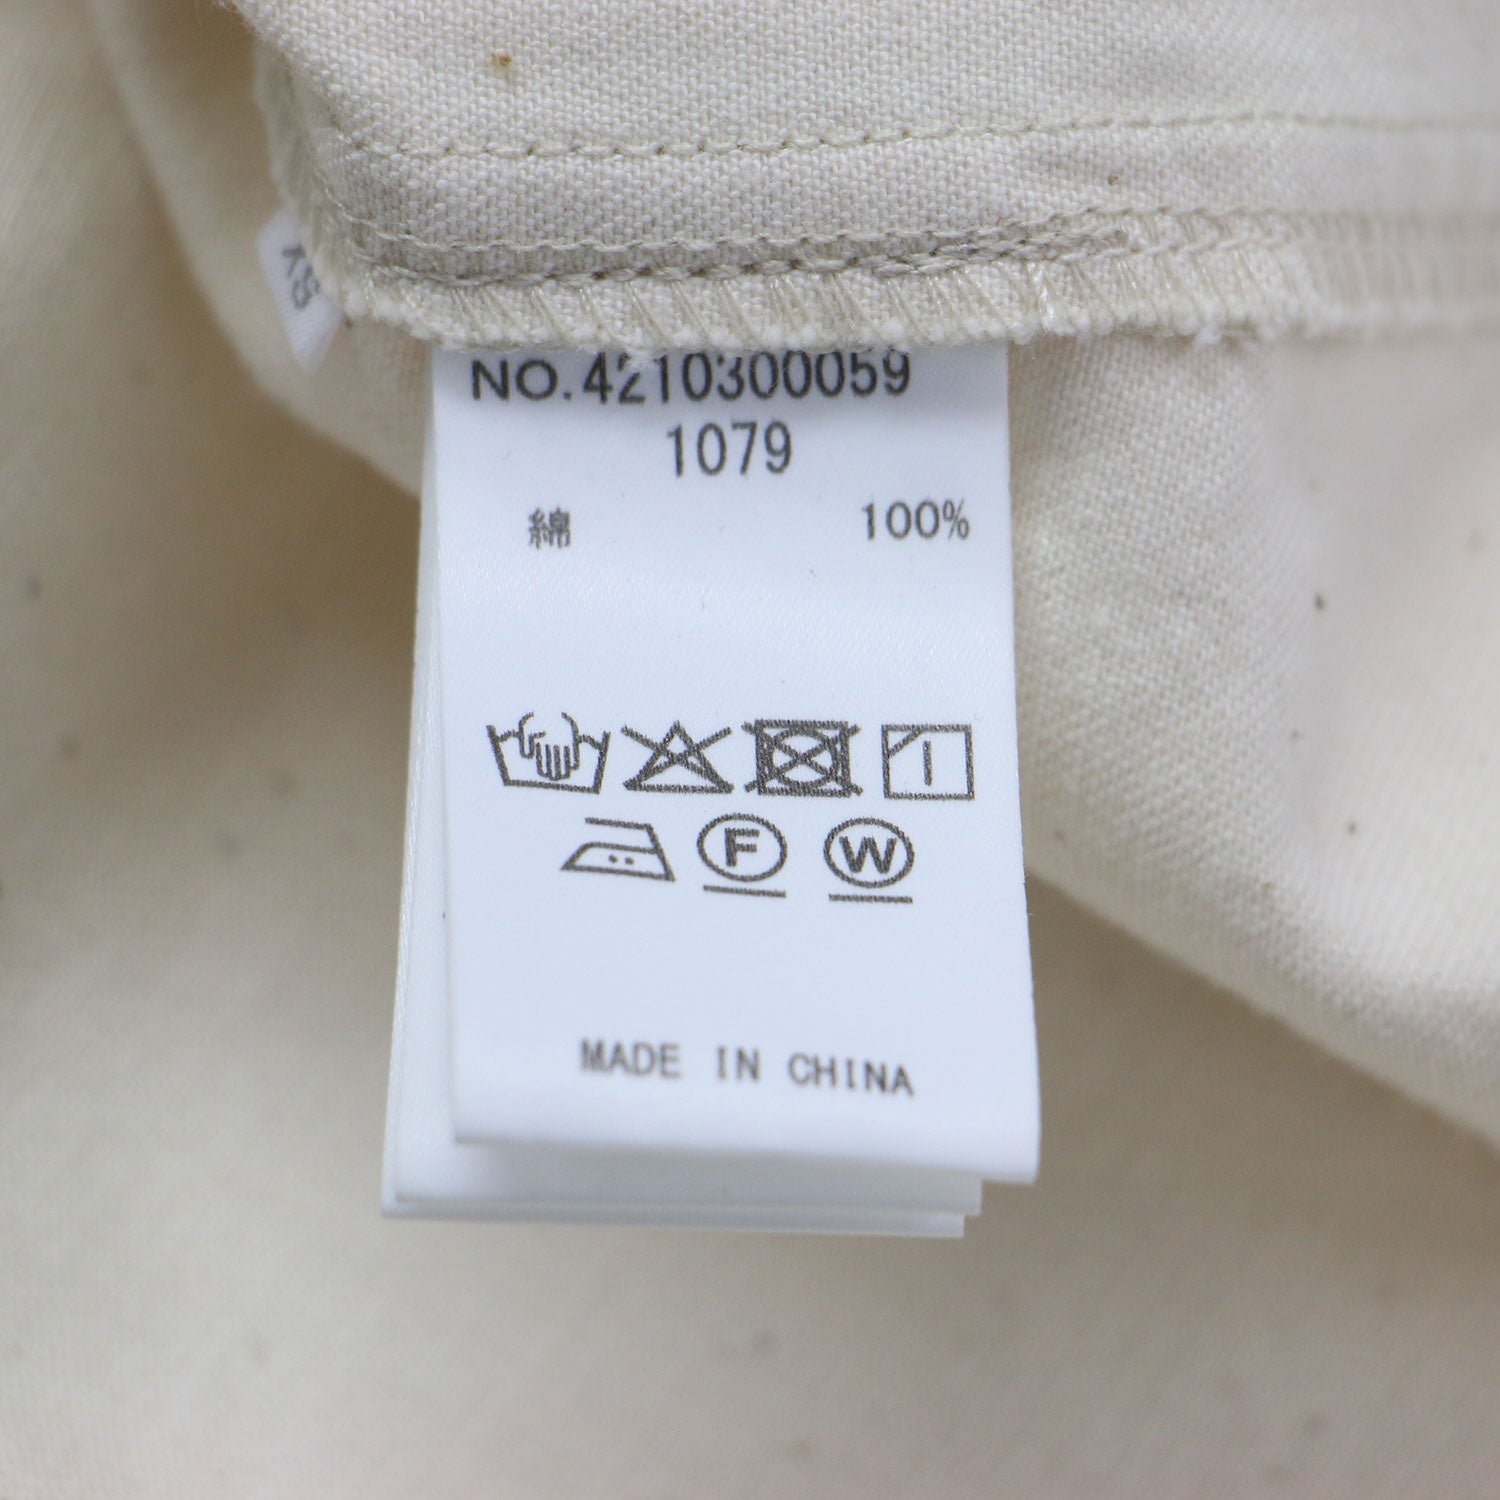 NO.4210300059
1079
綿 100%
F W
MADE IN CHINA